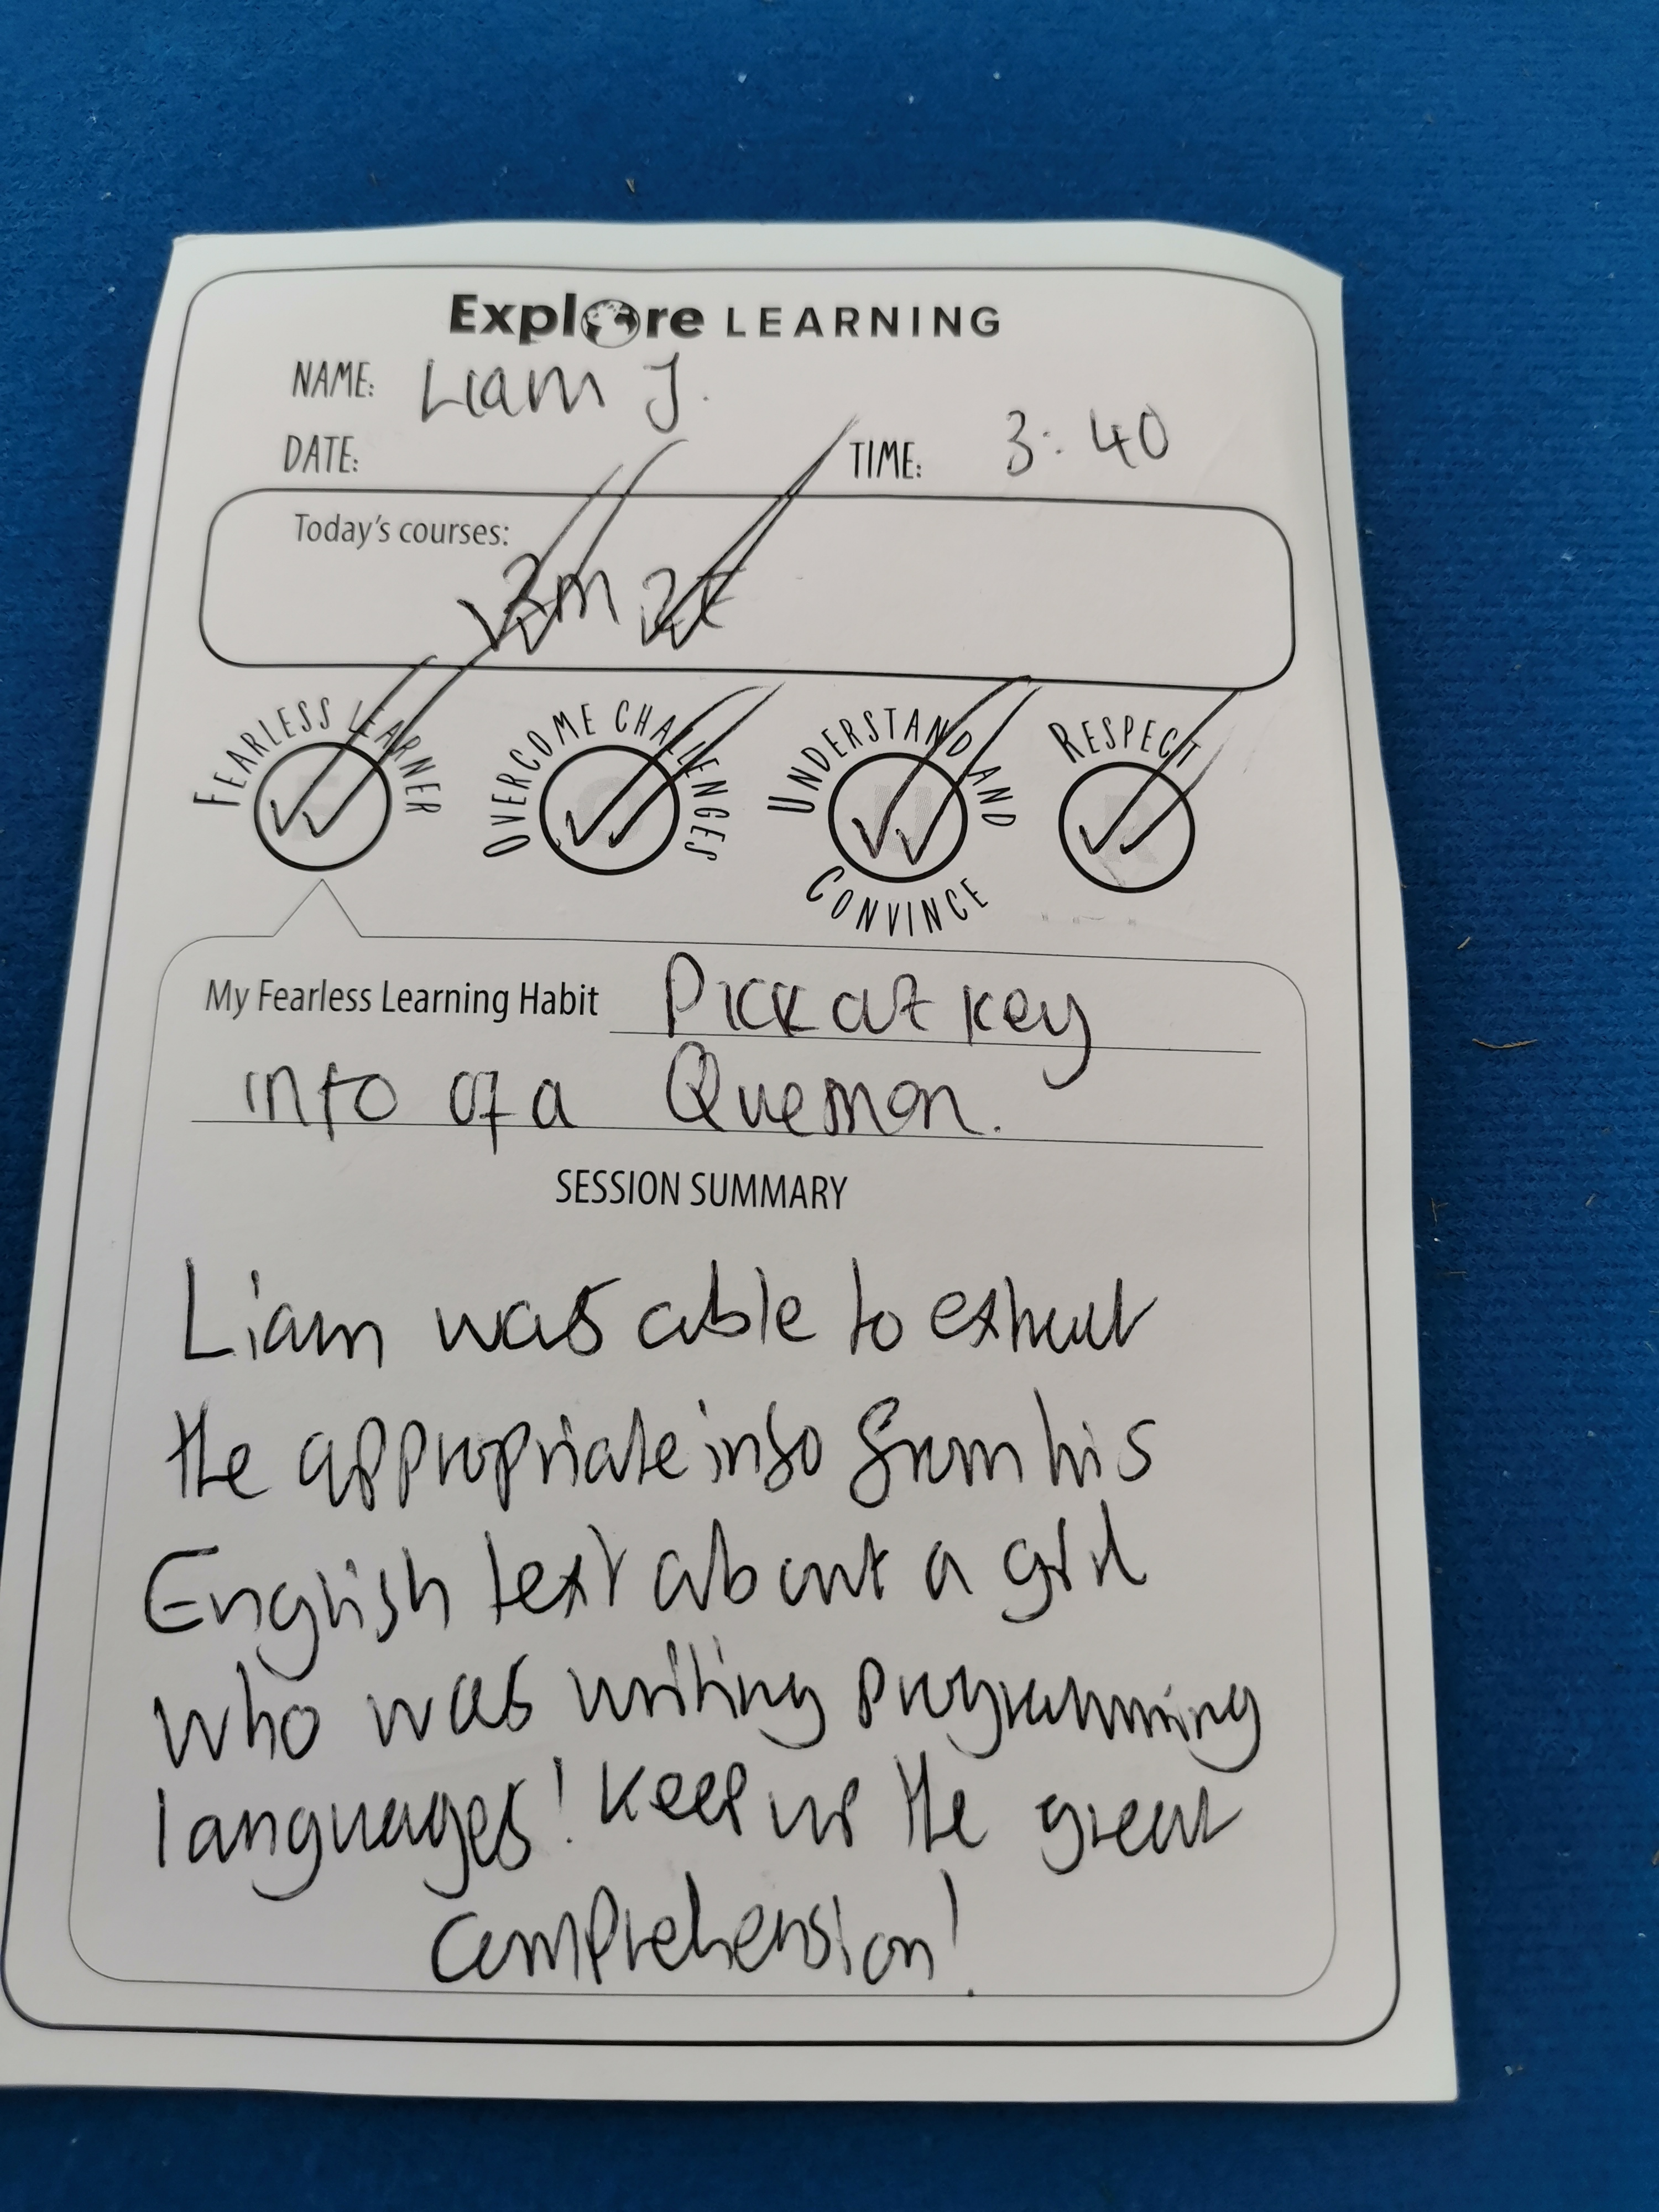 Explore LEARNING
NAME: Liam J.
DATE: TIME: 3:40
Today's courses:
2m 2E
FEARLESS LEARNER OVERCOME CHALLENGES UNDERSTAND AND CONVINCE RESPECT
My Fearless Learning Habit Pick at key
info of a Question.
SESSION SUMMARY
Liam was able to extract
the appropriate info from his
English text about a girl
who was writing programming
languages! Keep up the great
comprehension!